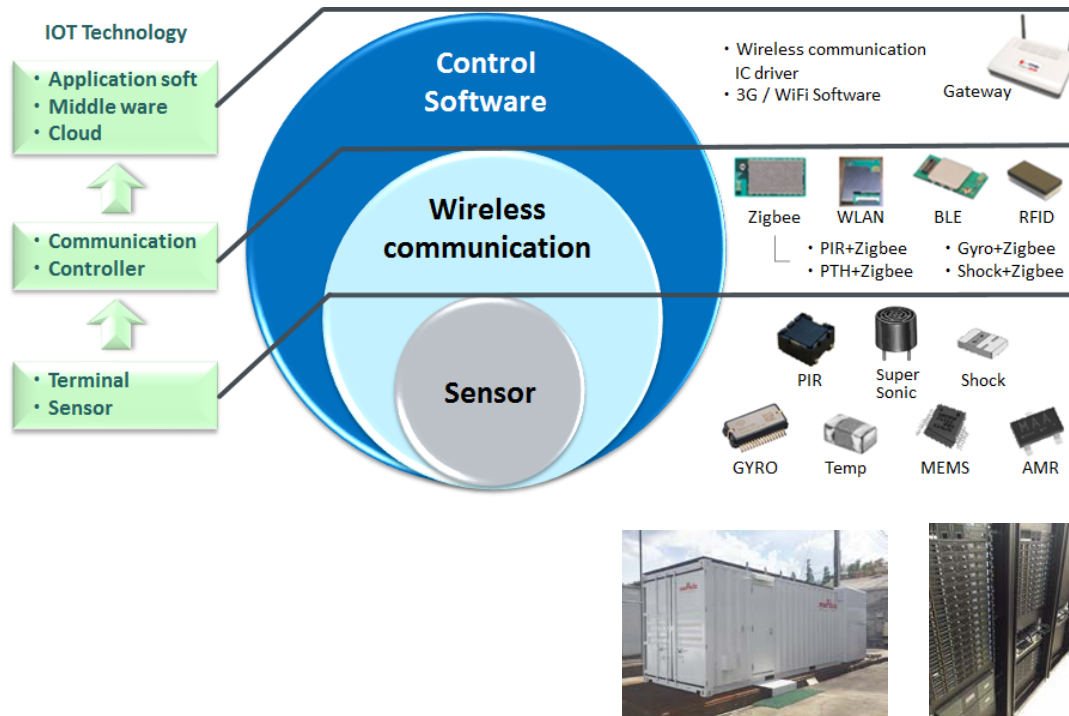 IOT Technology
・ Application soft
・ Middle ware
・ Cloud
・ Communication
・ Controller
・ Terminal
・ Sensor
Control
Software
Wireless
communication
Sensor
・ Wireless communication
IC driver
・ 3G / WiFi Software
Gateway
Zigbee
WLAN
BLE
RFID
・ PIR+Zigbee
・ Gyro+Zigbee
・ PTH+Zigbee
・ Shock+Zigbee
PIR
Super
Sonic
Shock
GYRO
Temp
MEMS
AMR